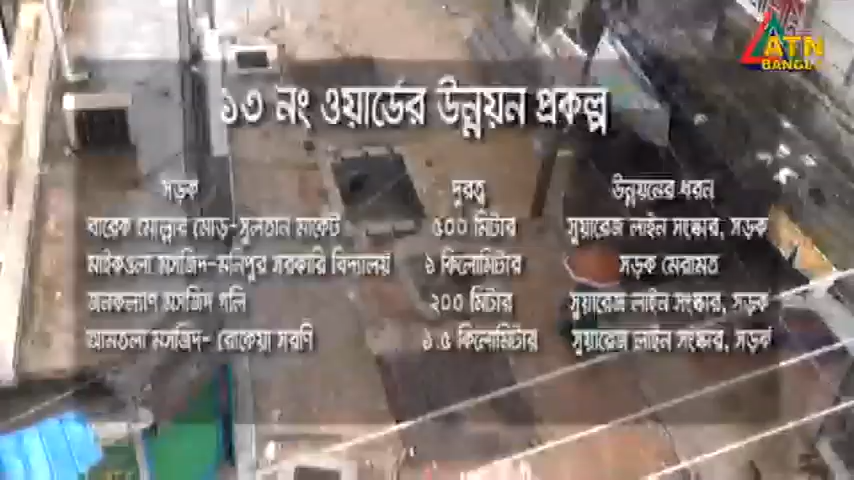 ATN
BANGLA
১৩ নং ওয়ার্ডের উন্নয়ন প্রকল্প
সড়ক দুরত্ব উন্নয়নের ধরন
বারেক মোল্লার মোড়-সুলতান মার্কেট ৫০০ মিটার সুয়ারেজ লাইন সংস্কার, সড়ক
মাইকওলা মসজিদ-মনিপুর সরকারি বিদ্যালয় ১ কিলোমিটার সড়ক মেরামত
জনকল্যাণ মসজিদ গলি ২০০ মিটার সুয়ারেজ লাইন সংস্কার, সড়ক
আমতলা মসজিদ- রোকেয়া সরণি ১.৫ কিলোমিটার সুয়ারেজ লাইন সংস্কার, সড়ক